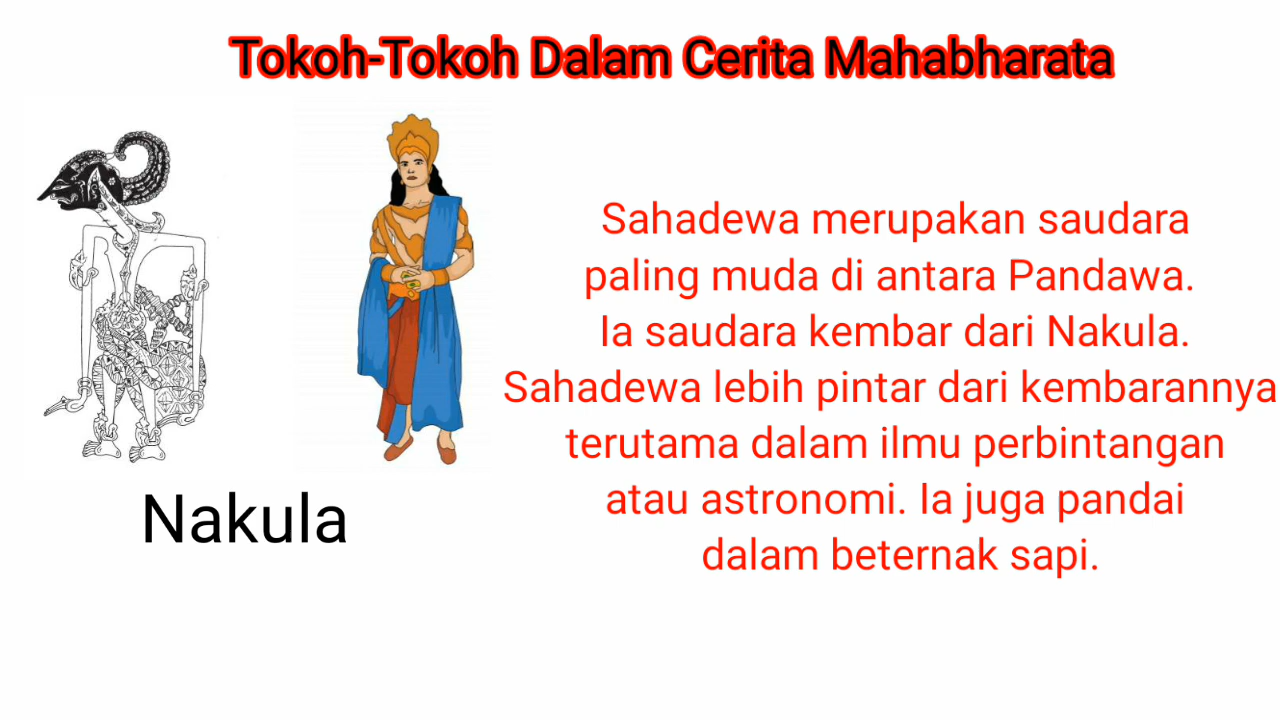 Tokoh-Tokoh Dalam Cerita Mahabharata
Sahadewa merupakan saudara
paling muda di antara Pandawa.
Ia saudara kembar dari Nakula.
Sahadewa lebih pintar dari kembarannya
terutama dalam ilmu perbintangan
atau astronomi. Ia juga pandai
dalam beternak sapi.
Nakula